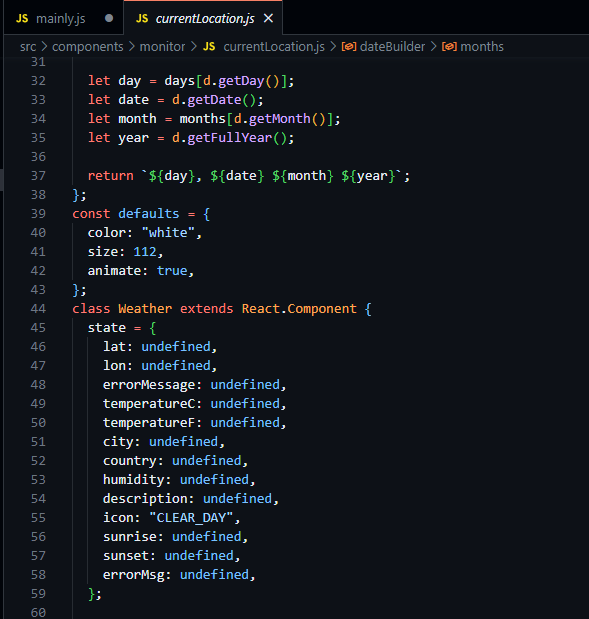 JS mainly.js ●
JS currentLocation.js ×
src > components > monitor > JS currentLocation.js > dateBuilder > months
31
32 let day = days[d.getDay()];
33 let date = d.getDate();
34 let month = months[d.getMonth()];
35 let year = d.getFullYear();
36
37 return `${day}, ${date} ${month} ${year}`;
38 };
39 const defaults = {
40 color: "white",
41 size: 112,
42 animate: true,
43 };
44 class Weather extends React.Component {
45 state = {
46 lat: undefined,
47 lon: undefined,
48 errorMessage: undefined,
49 temperatureC: undefined,
50 temperatureF: undefined,
51 city: undefined,
52 country: undefined,
53 humidity: undefined,
54 description: undefined,
55 icon: "CLEAR_DAY",
56 sunrise: undefined,
57 sunset: undefined,
58 errorMsg: undefined,
59 };
60